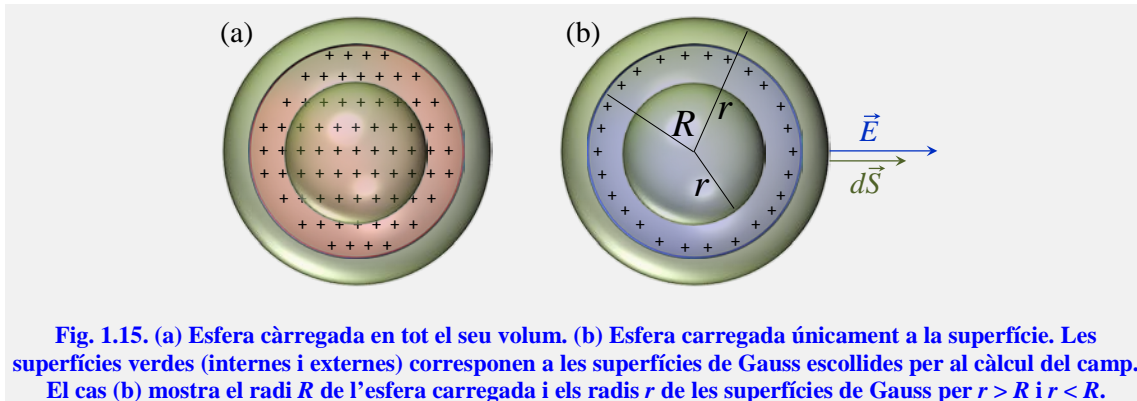 (a)
(b)
R
r
r
E⃗
dS⃗
Fig. 1.15. (a) Esfera càrregada en tot el seu volum. (b) Esfera carregada únicament a la superfície. Les
superfícies verdes (internes i externes) corresponen a les superfícies de Gauss escollides per al càlcul del camp.
El cas (b) mostra el radi R de l’esfera carregada i els radis r de les superfícies de Gauss per r > R i r < R.